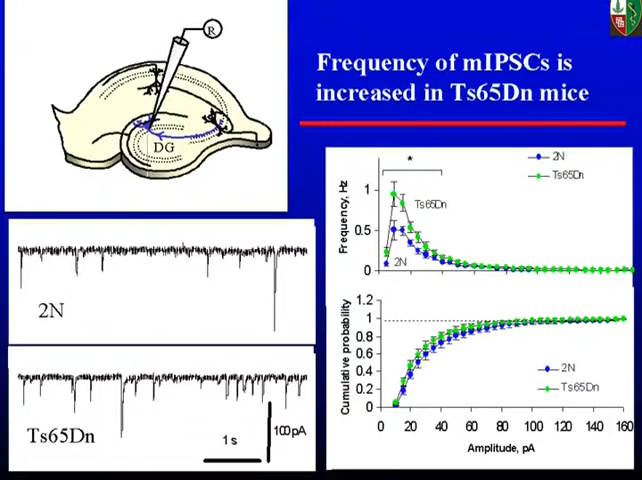 R
Frequency of mIPSCs is
increased in Ts65Dn mice
DG
2N
Ts65Dn
1 s
100 pA
Frequency, Hz
1
0.5
0
*
2N
Ts65Dn
Ts65Dn
2N
Cumulative probability
1.2
1
0.8
0.6
0.4
0.2
0
2N
Ts65Dn
0 20 40 60 80 100 120 140 160
Amplitude, pA